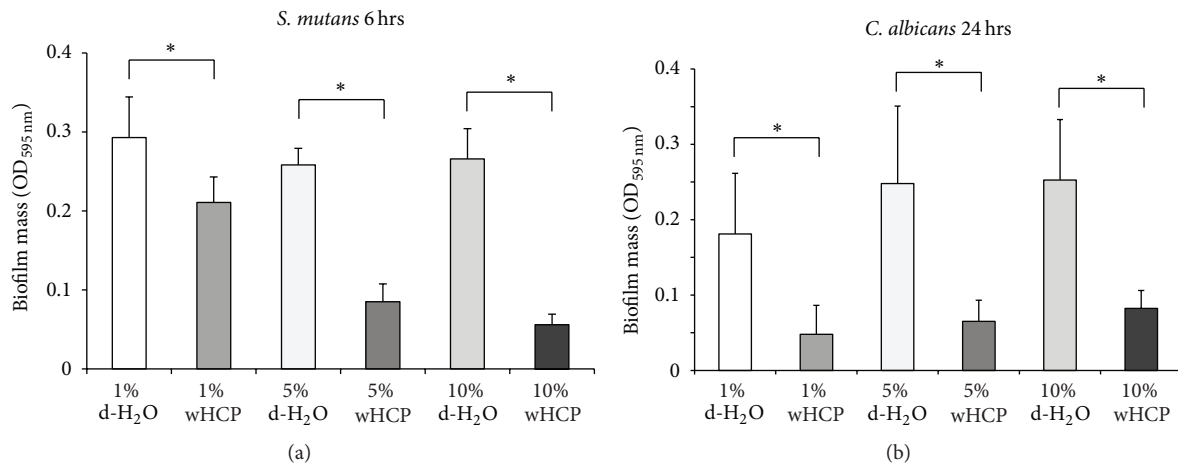 S. mutans 6 hrs
*
*
*
0.4
0.3
0.2
0.1
0
Biofilm mass (OD595 nm)
1% 1% 5% 5% 10% 10%
d-H2O wHCP d-H2O wHCP d-H2O wHCP
(a)
C. albicans 24 hrs
*
*
*
0.4
0.3
0.2
0.1
0
Biofilm mass (OD595 nm)
1% 1% 5% 5% 10% 10%
d-H2O wHCP d-H2O wHCP d-H2O wHCP
(b)